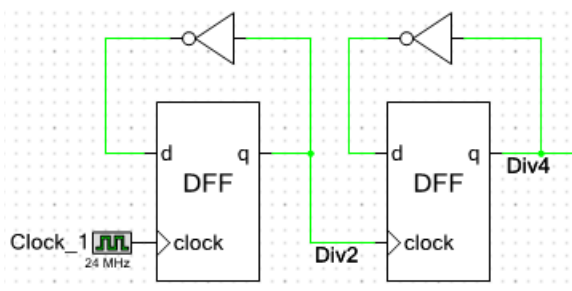 d q
DFF
Clock_1
24 MHz
clock
Div2
d q
DFF
clock
Div4